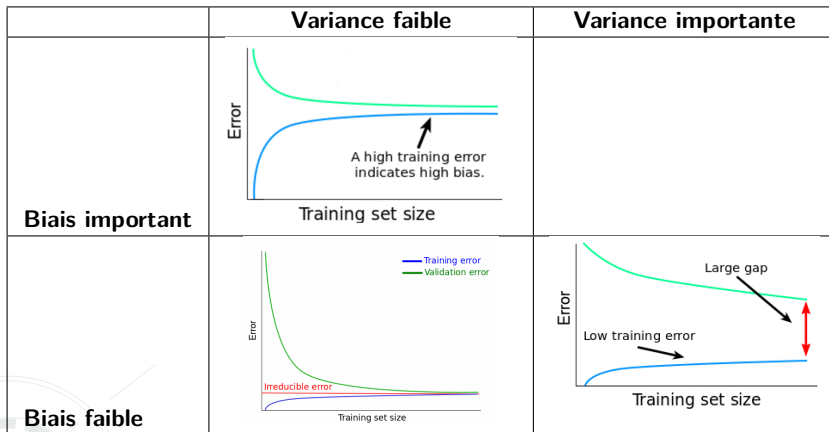 Variance faible
Variance importante
Biais important
Error
A high training error
indicates high bias.
Training set size
Biais faible
Error
Training error
Validation error
Irreducible error
Training set size
Error
Large gap
Low training error
Training set size